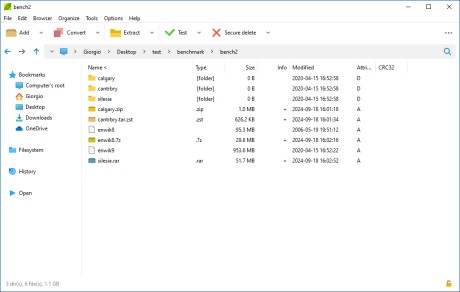 bench2
File Edit Browser Organize Tools Options Help
Add Convert Extract Test Secure delete
Giorgio > Desktop > test > benchmark > bench2
Bookmarks
Computer's root
Giorgio
Desktop
Downloads
OneDrive
Filesystem
History
Open
Name < Type Size Info Modified Attri... CRC32
calgary [folder] 0 B 2020-04-15 16:52:58 D
cantrbry [folder] 0 B 2020-04-15 16:52:58 D
silesia [folder] 0 B 2020-04-15 16:52:58 D
calgary.zip .zip 1.0 MB + 2024-09-18 16:01:18 A
cantrbry.tar.zst .zst 626.2 KB + 2024-09-18 16:01:34 A
enwik8 95.3 MB 2006-05-18 19:51:12 A
enwik8.7z .7z 29.8 MB + 2024-09-18 16:02:16 A
enwik9 953.6 MB 2020-04-15 16:52:22 A
silesia.rar .rar 51.7 MB + 2024-09-18 16:02:52 A
3 dir(s), 6 file(s), 1.1 GB